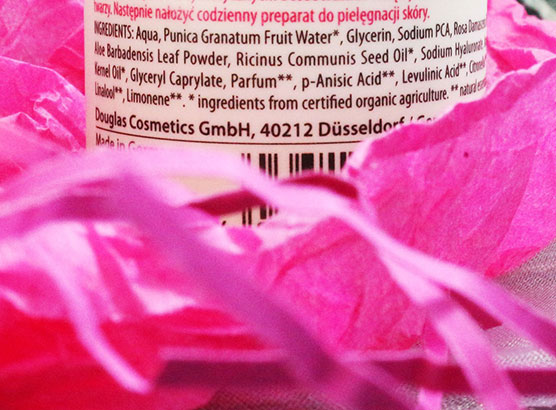 twarzy. Następnie nałożyć codzienny preparat do pielęgnacji skóry.
INGREDIENTS: Aqua, Punica Granatum Fruit Water*, Glycerin, Sodium PCA, Rosa Damascena
Aloe Barbadensis Leaf Powder, Ricinus Communis Seed Oil*, Sodium Hyaluronate,
Kernel Oil*, Glyceryl Caprylate, Parfum**, p-Anisic Acid**, Levulinic Acid**,
Linalool**, Limonene**. * ingredients from certified organic agriculture. ** natural
Douglas Cosmetics GmbH, 40212 Düsseldorf /
Made in